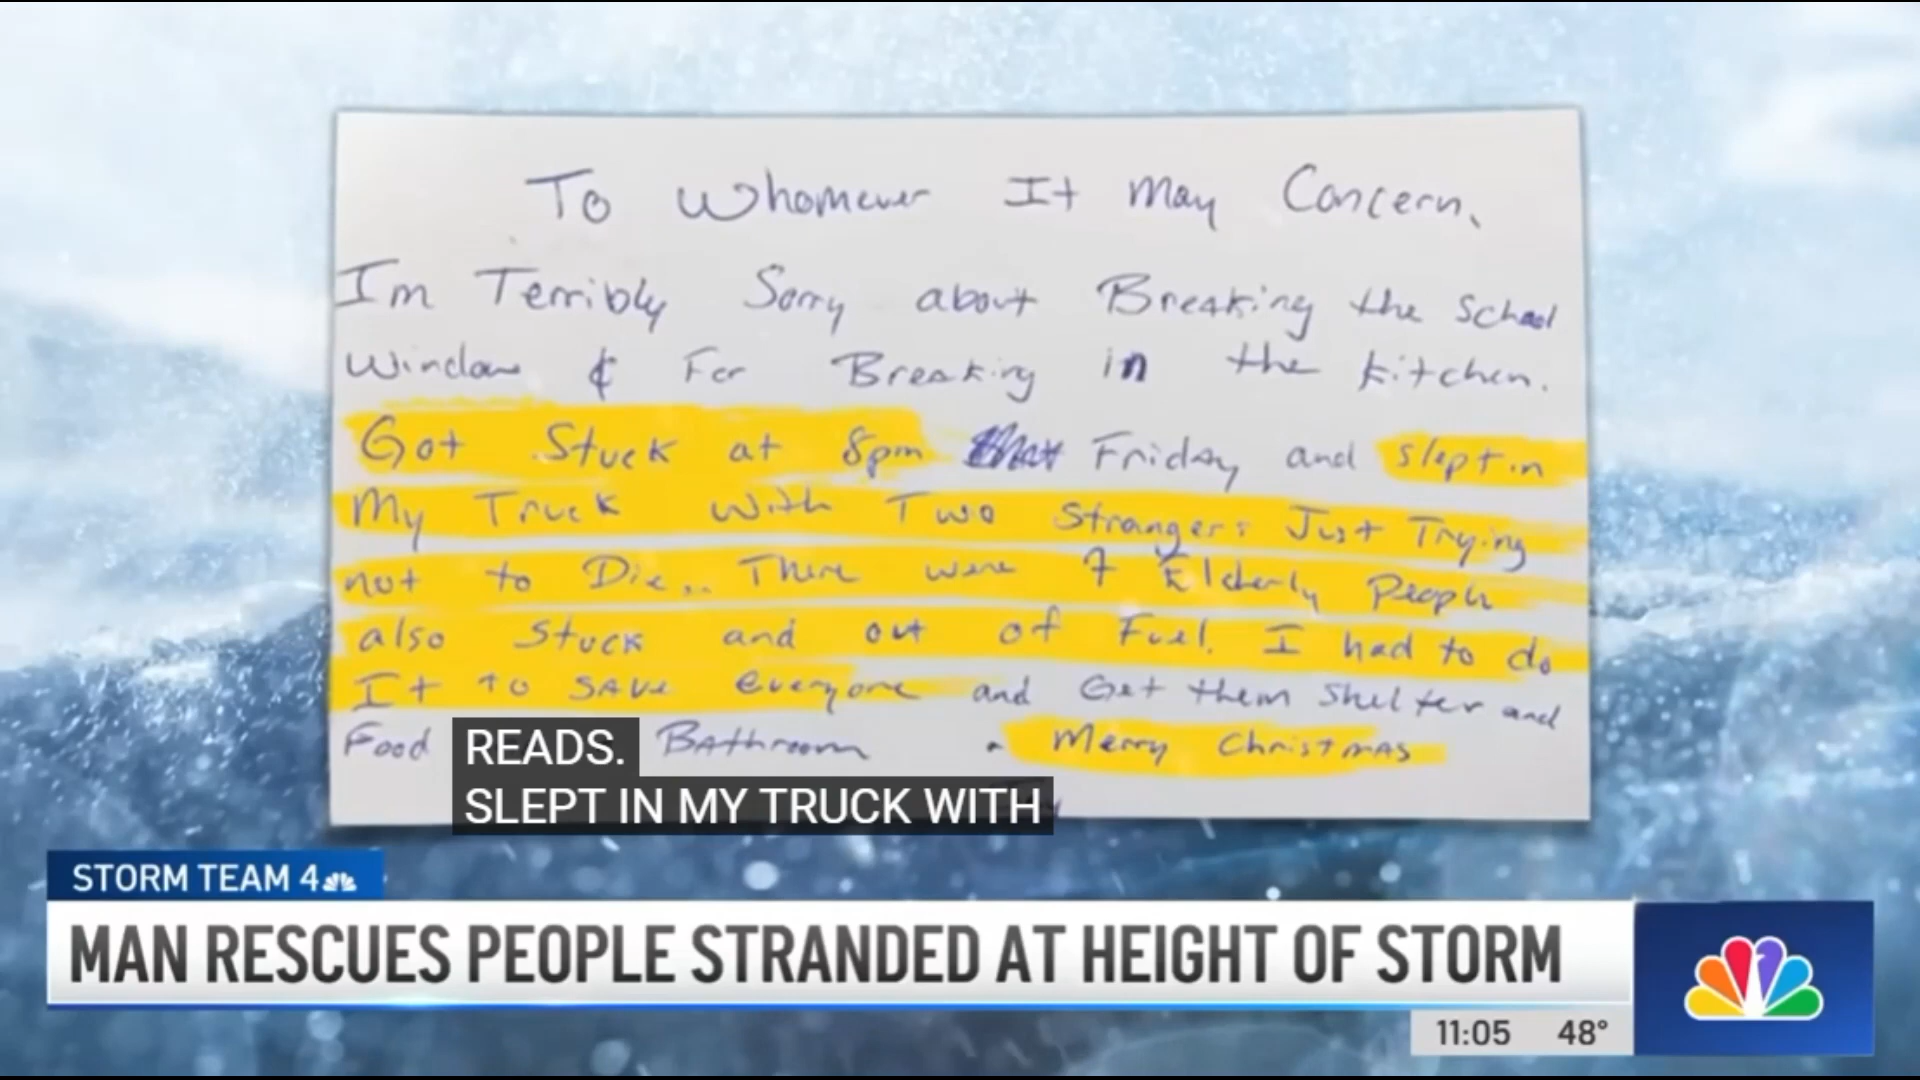 To Whomever It May Concern,
I'm Terribly Sorry about Breaking the School
Window & For Breaking in the kitchen.
Got Stuck at 8pm Friday and slept in
My Truck with Two Strangers Just Trying
not to Die... There were 7 Elderly People
also Stuck and out of Fuel. I had to do
It to save everyone and Get them shelter and
Food Bathroom. Merry Christmas
READS.
SLEPT IN MY TRUCK WITH
STORM TEAM 4
MAN RESCUES PEOPLE STRANDED AT HEIGHT OF STORM
11:05 48°